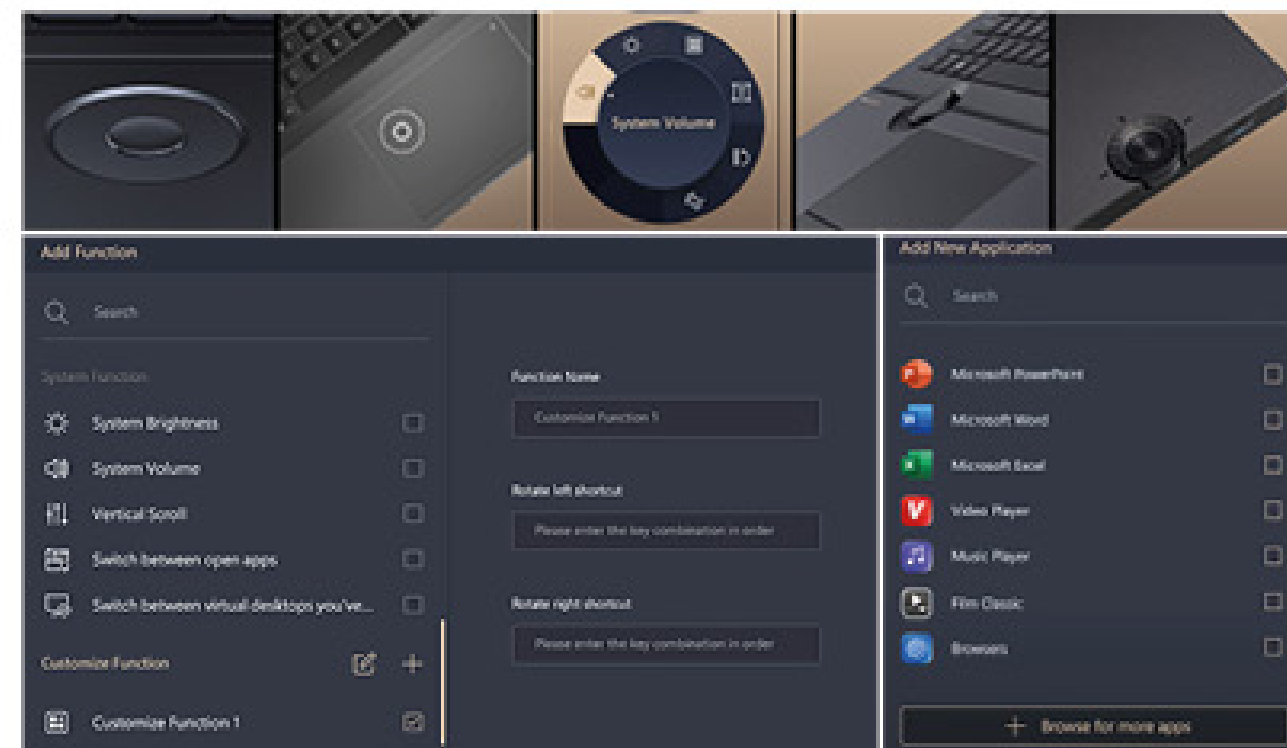 System Volume
Add Function
Search
System Function
System Brightness
System Volume
Vertical Scroll
Switch between open apps
Switch between virtual desktops you've...
Customize Function
Customize Function 1
Function Name
Customize Function 1
Rotate left shortcut
Please enter the key combination in order
Rotate right shortcut
Please enter the key combination in order
Add New Application
Search
Microsoft PowerPoint
Microsoft Word
Microsoft Excel
Video Player
Music Player
Film Classic
Browsers
+ Browse for more apps